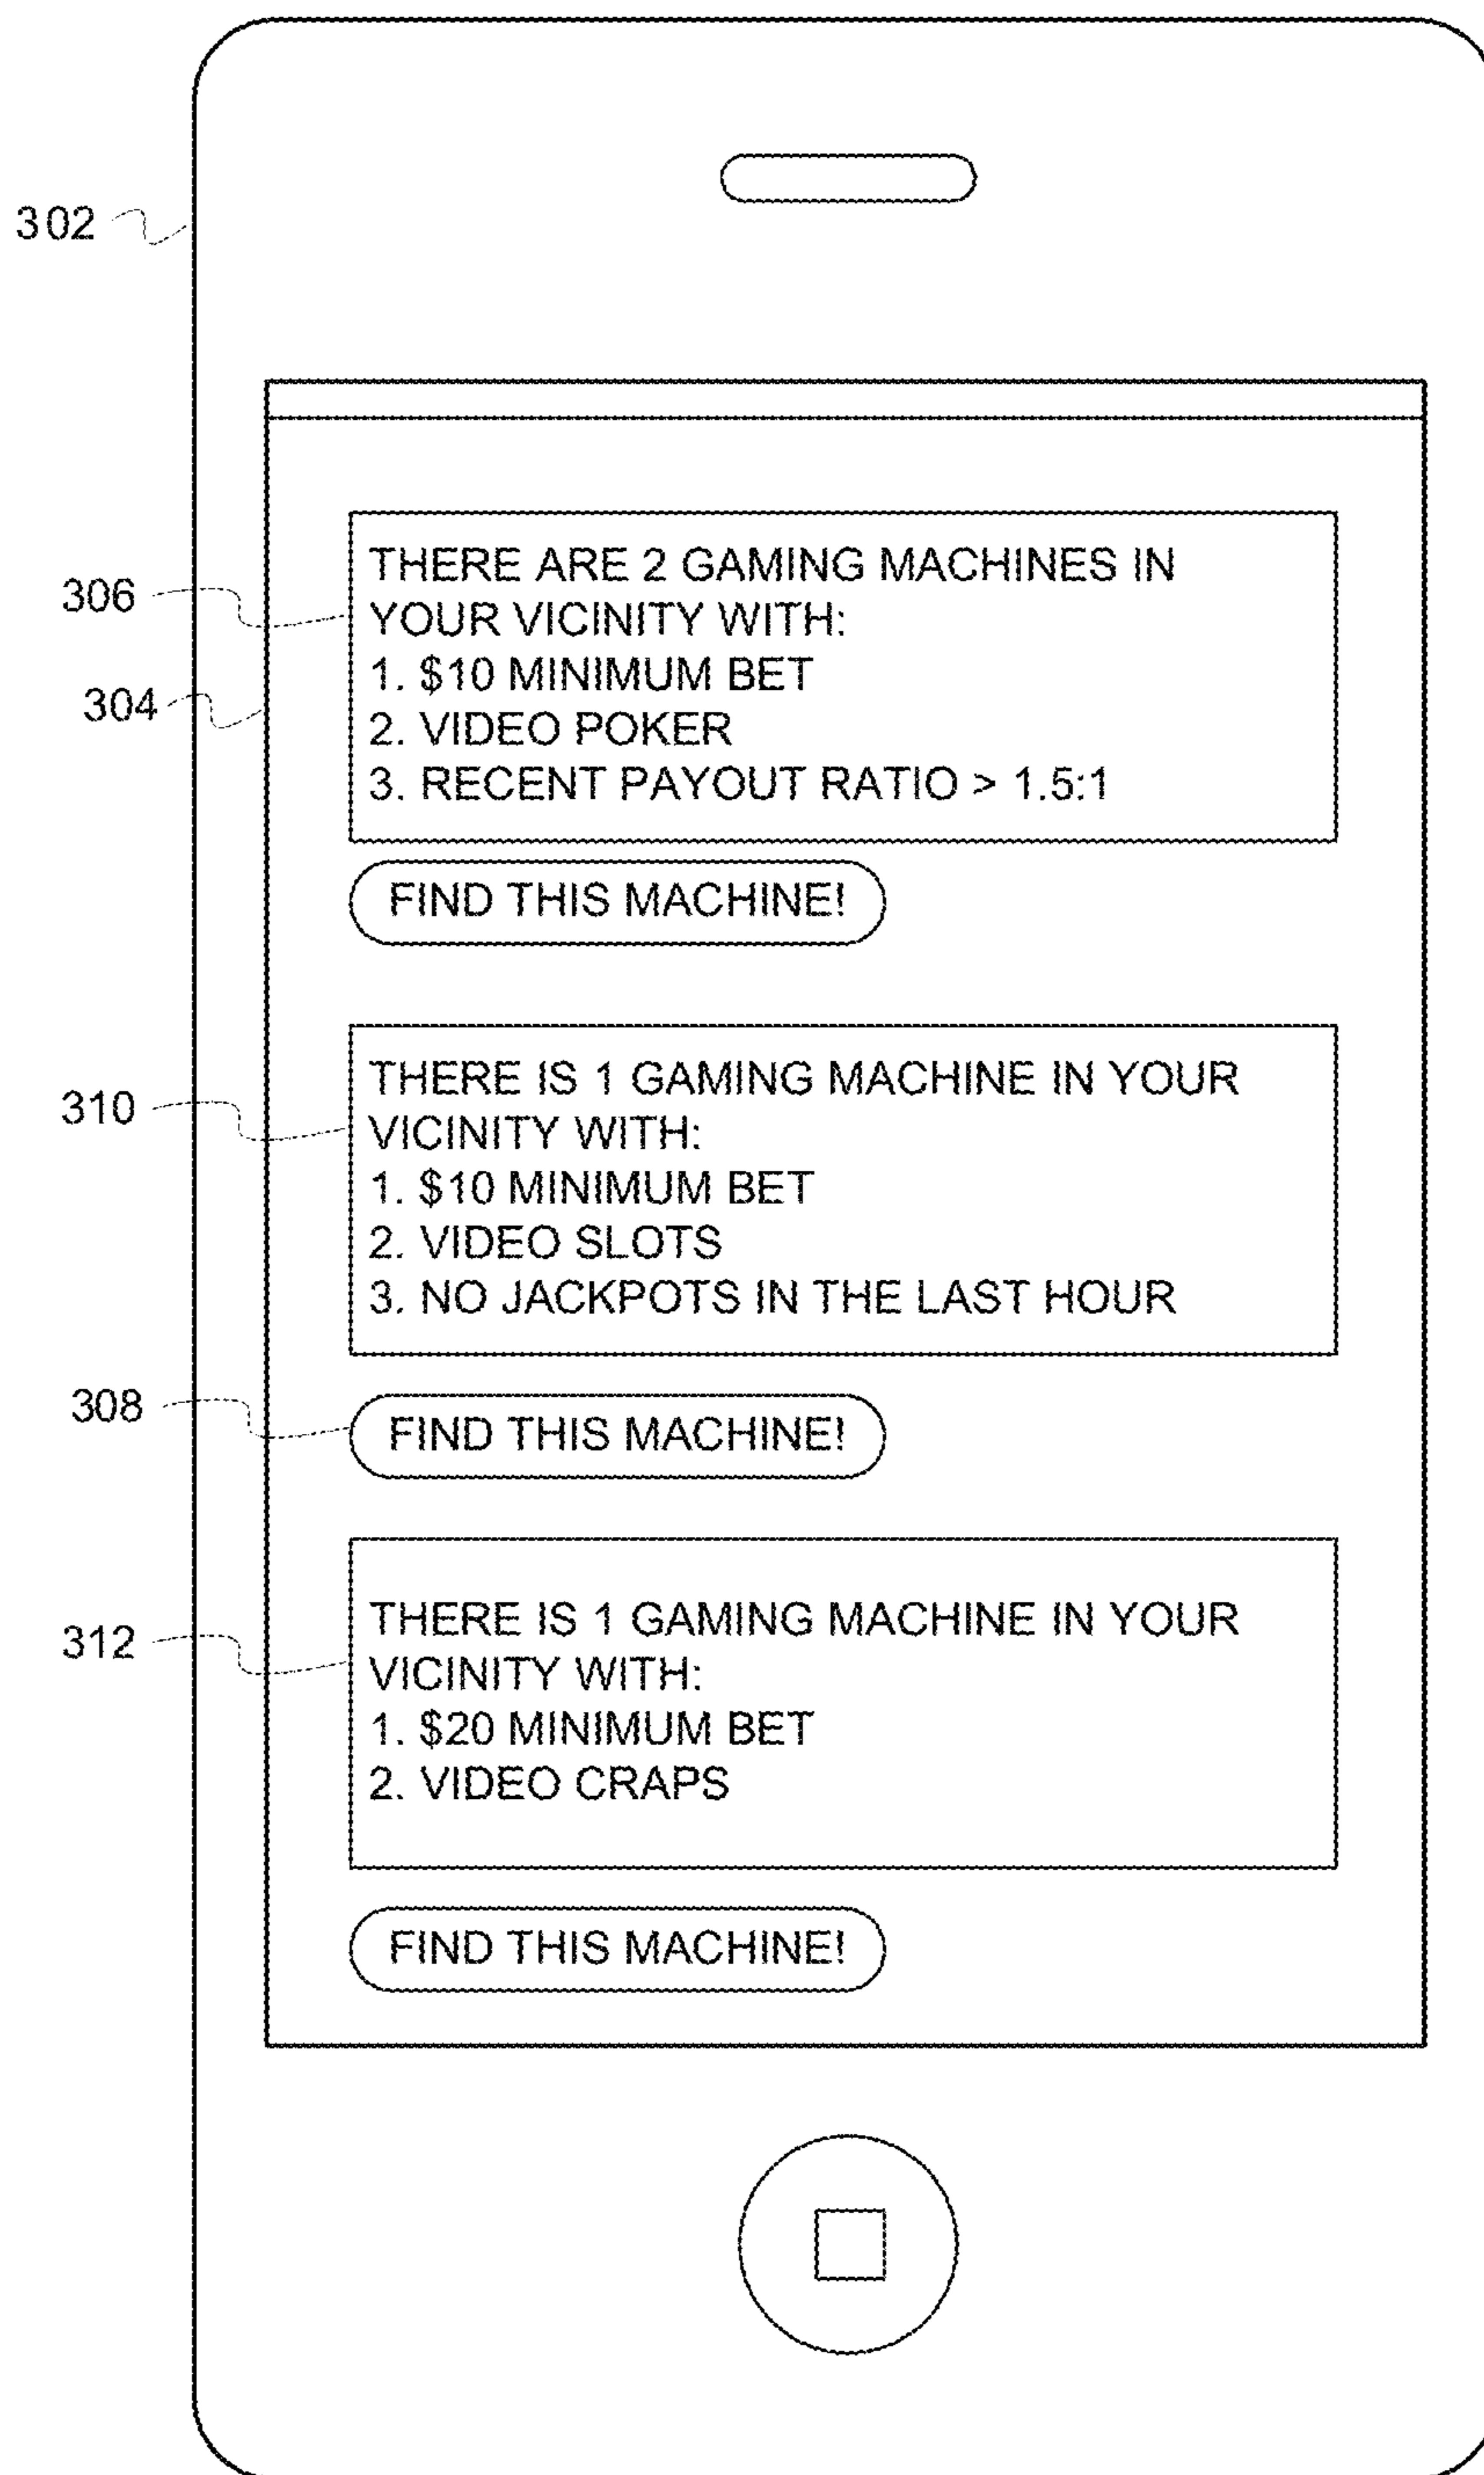 302
306
THERE ARE 2 GAMING MACHINES IN
YOUR VICINITY WITH:
1. $10 MINIMUM BET
304
2. VIDEO POKER
3. RECENT PAYOUT RATIO > 1.5:1
FIND THIS MACHINE!
310
THERE IS 1 GAMING MACHINE IN YOUR
VICINITY WITH:
1. $10 MINIMUM BET
2. VIDEO SLOTS
3. NO JACKPOTS IN THE LAST HOUR
308
FIND THIS MACHINE!
312
THERE IS 1 GAMING MACHINE IN YOUR
VICINITY WITH:
1. $20 MINIMUM BET
2. VIDEO CRAPS
FIND THIS MACHINE!